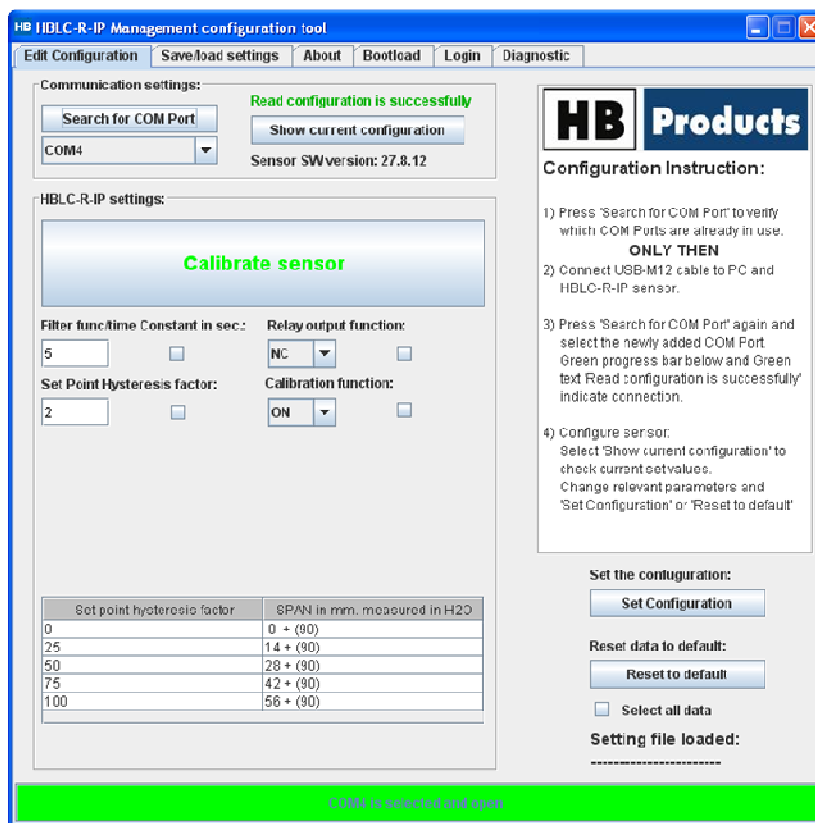 HB HBLC-R-IP Management configuration tool
Edit Configuration Save/load settings About Bootload Login Diagnostic
Communication settings:
Search for COM Port
COM4
Read configuration is successfully
Show current configuration
Sensor SW version: 27.8.12
HBLC-R-IP settings:
Calibrate sensor
Filter func/time Constant in sec.: Relay output function:
5 NC
Set Point Hysteresis factor: Calibration function:
2 ON
Set point hysteresis factor SPAN in mm. measured in H2O
0 0 + (90)
25 14 + (90)
50 28 + (90)
75 42 + (90)
100 56 + (90)
HB Products
Configuration Instruction:
1) Press 'Search for COM Port' to verify
which COM Ports are already in use.
ONLY THEN
2) Connect USB-M12 cable to PC and
HBLC-R-IP sensor.
3) Press 'Search for COM Port' again and
select the newly added COM Port
Green progress bar below and Green
text 'Read configuration is successfully'
indicate connection.
4) Configure sensor.
Select 'Show current configuration' to
check current setvalues.
Change relevant parameters and
'Set Configuration' or 'Reset to default'
Set the contuguration:
Set Configuration
Reset data to default:
Reset to default
Select all data
Setting file loaded:
----------------------
COM4 is selected and open